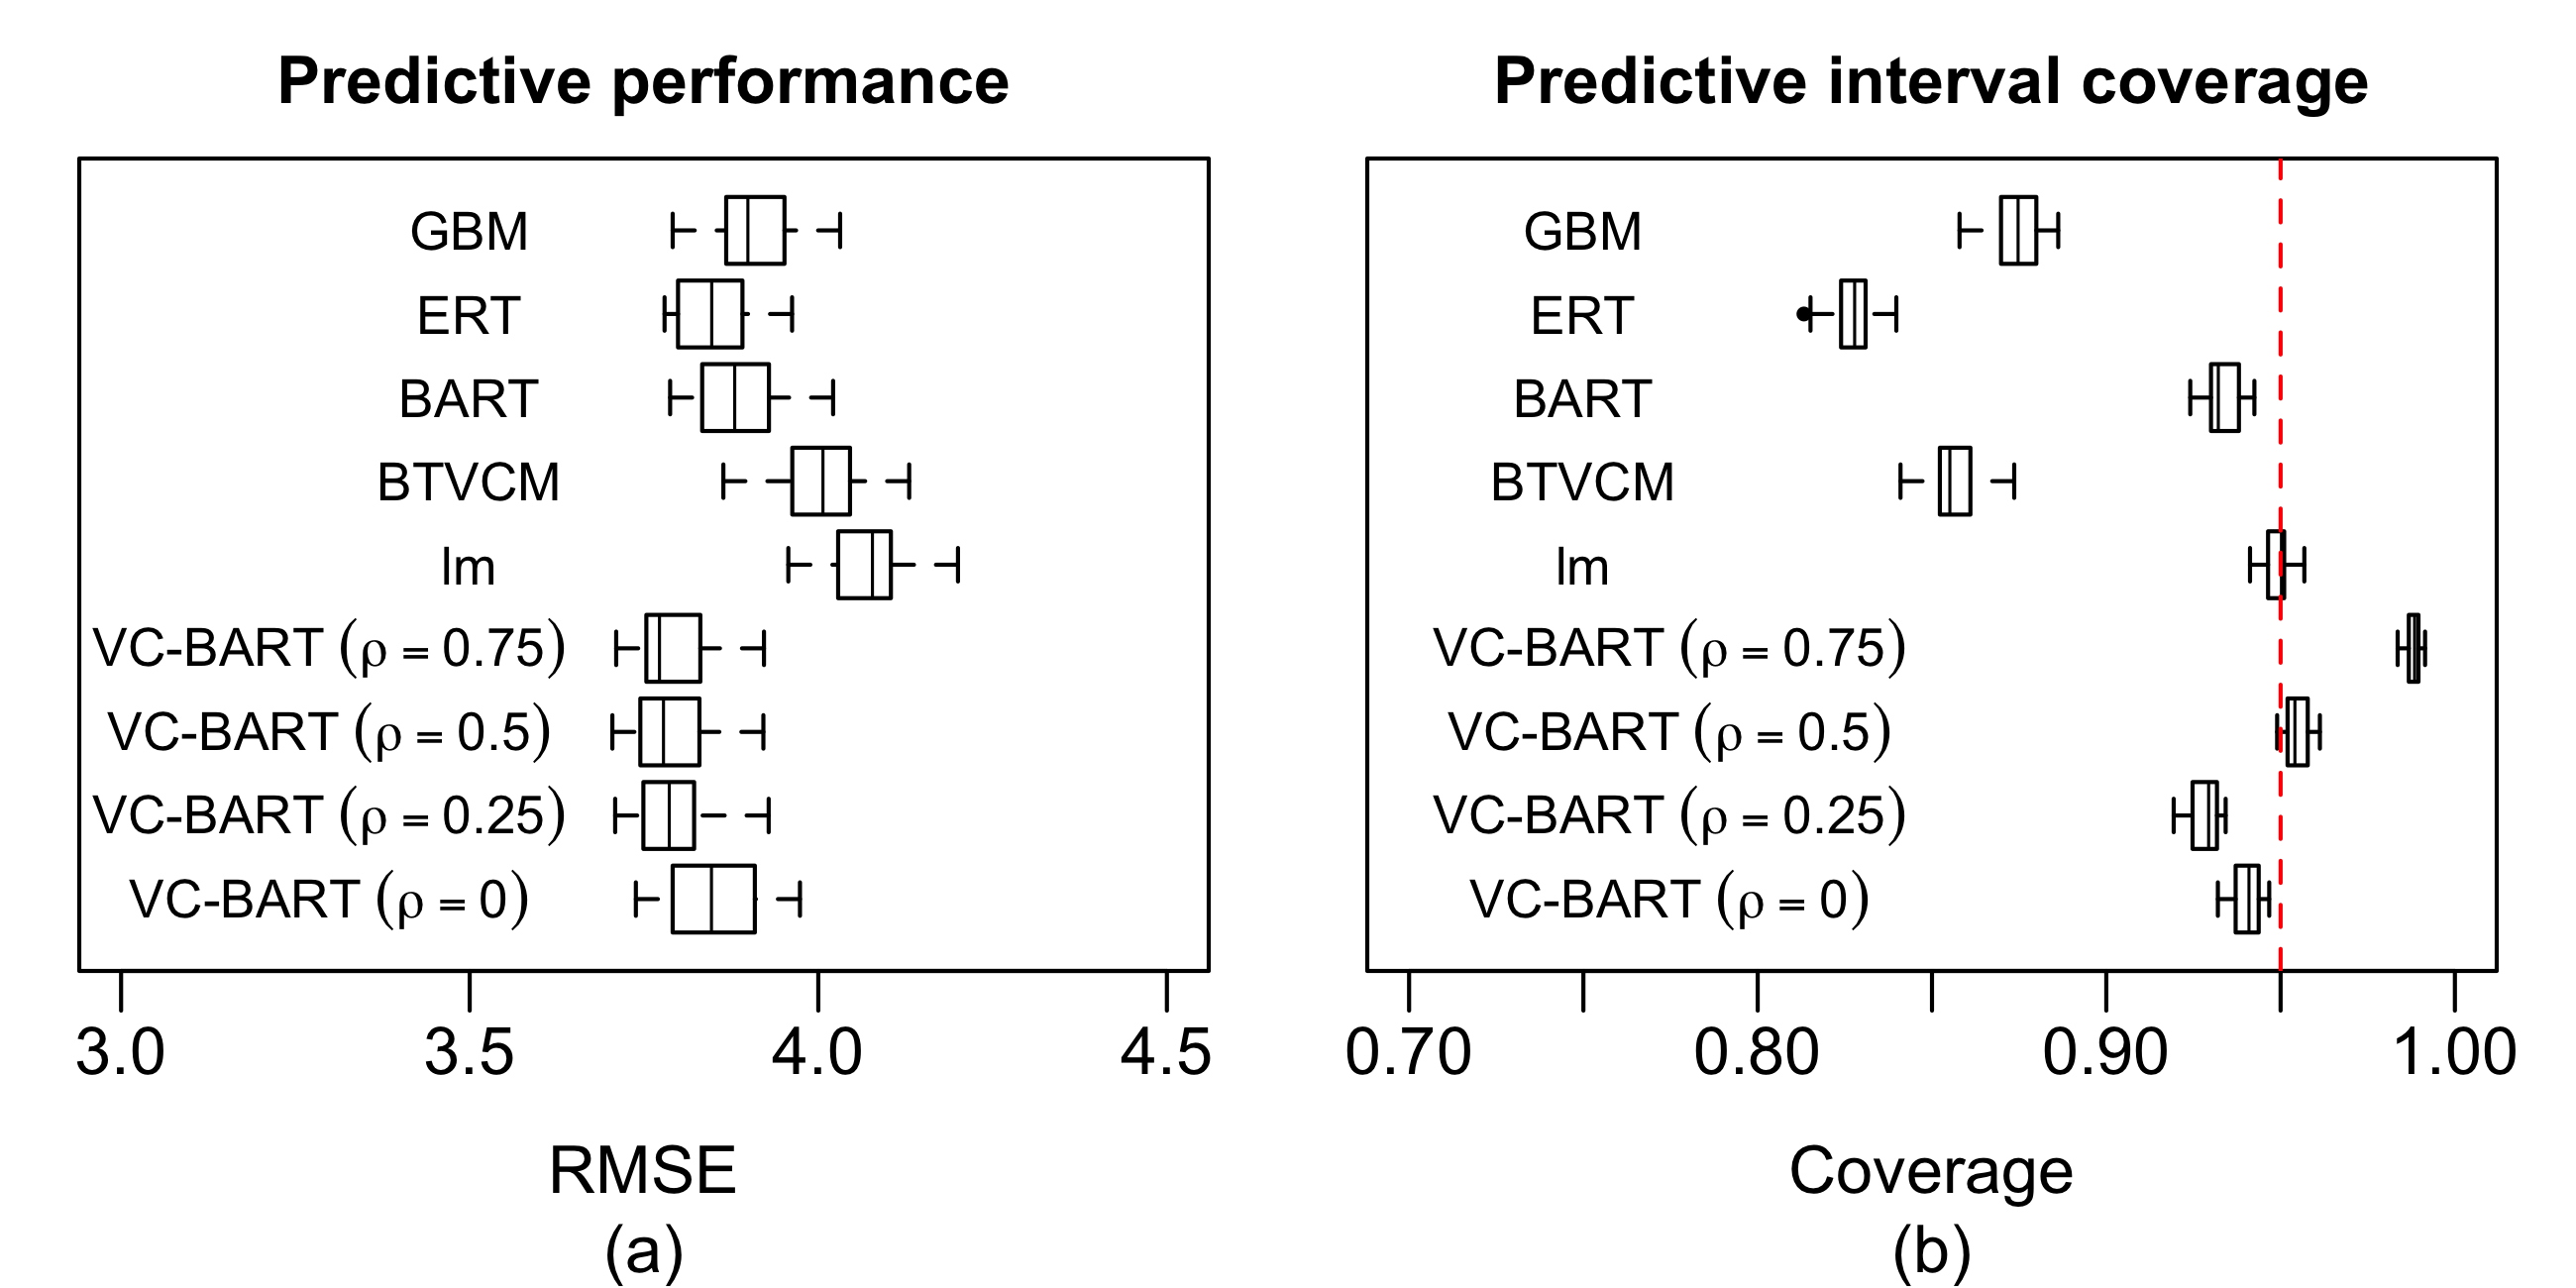 Predictive performance
GBM
ERT
BART
BTVCM
lm
VC-BART (ρ = 0.75)
VC-BART (ρ = 0.5)
VC-BART (ρ = 0.25)
VC-BART (ρ = 0)
3.0 3.5 4.0 4.5
RMSE
(a)
Predictive interval coverage
GBM
ERT
BART
BTVCM
lm
VC-BART (ρ = 0.75)
VC-BART (ρ = 0.5)
VC-BART (ρ = 0.25)
VC-BART (ρ = 0)
0.70 0.80 0.90 1.00
Coverage
(b)